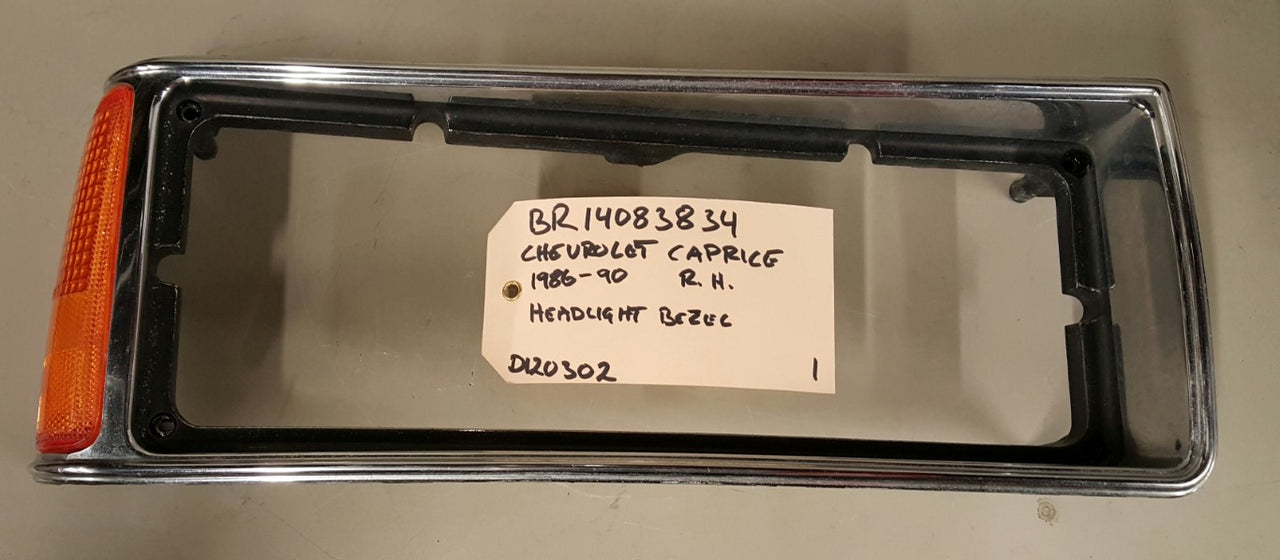 BR14083834
CHEVROLET CAPRICE
1986-90 R.H.
HEADLIGHT BEZEL
D120302 1